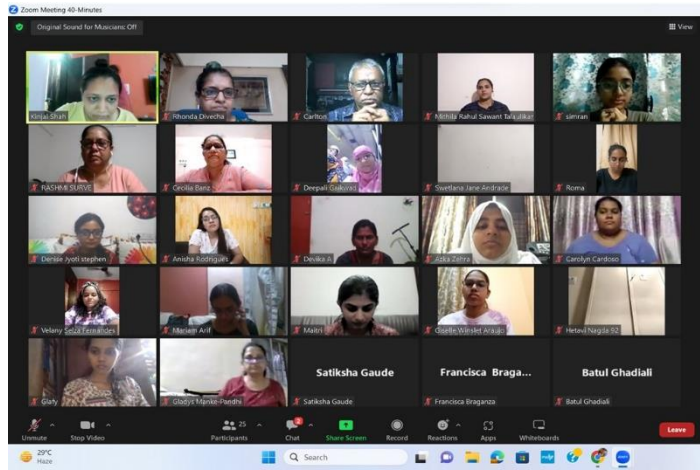 Zoom Meeting 40-Minutes
Original Sound for Musicians: Off
View
Kinjal Shah
Rhonda Divecha
Carlton
Mithila Rahul Sawant Talaulikar
simran
RASHMI SURVE
Cecilia Banz
Deepali Gaikwad
Swetlana Jane Andrade
Roma
Denise Jyoti stephen
Anisha Rodrigues
Devika A
Azka Zehra
Carolyn Cardoso
Velany Selza Fernandes
Mariam Arif
Maitri
Giselle Winslet Araujo
Hetavi Nagda 92
Glafy
Gladys Manke-Pandhi
Satiksha Gaude
Satiksha Gaude
Francisca Braga...
Francisca Braganza
Batul Ghadiali
Batul Ghadiali
Unmute
Stop Video
25
Participants
2
Chat
Share Screen
Record
Reactions
Apps
Whiteboards
Leave
29°C
Haze
Search